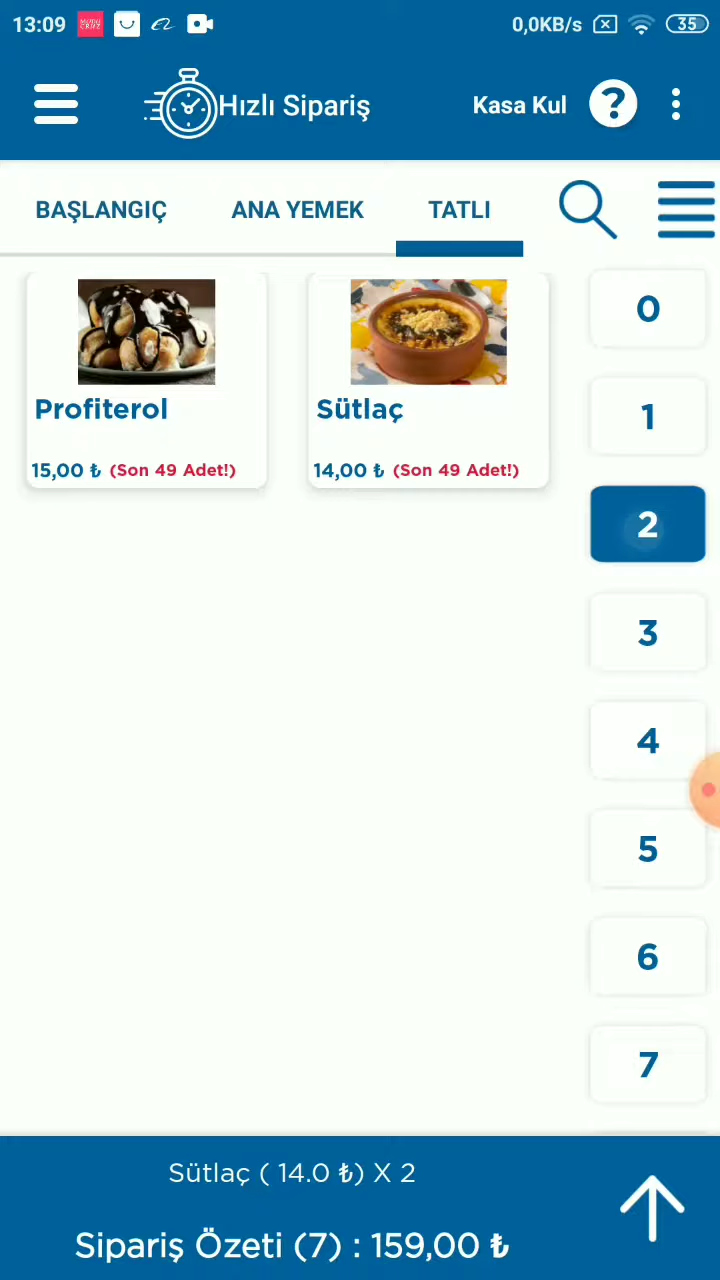 13:09
0,0KB/s
35
Hızlı Sipariş
Kasa Kul
?
BAŞLANGIÇ
ANA YEMEK
TATLI
Profiterol
15,00 ₺ (Son 49 Adet!)
Sütlaç
14,00 ₺ (Son 49 Adet!)
0
1
2
3
4
5
6
7
Sütlaç ( 14.0 ₺) X 2
Sipariş Özeti (7) : 159,00 ₺